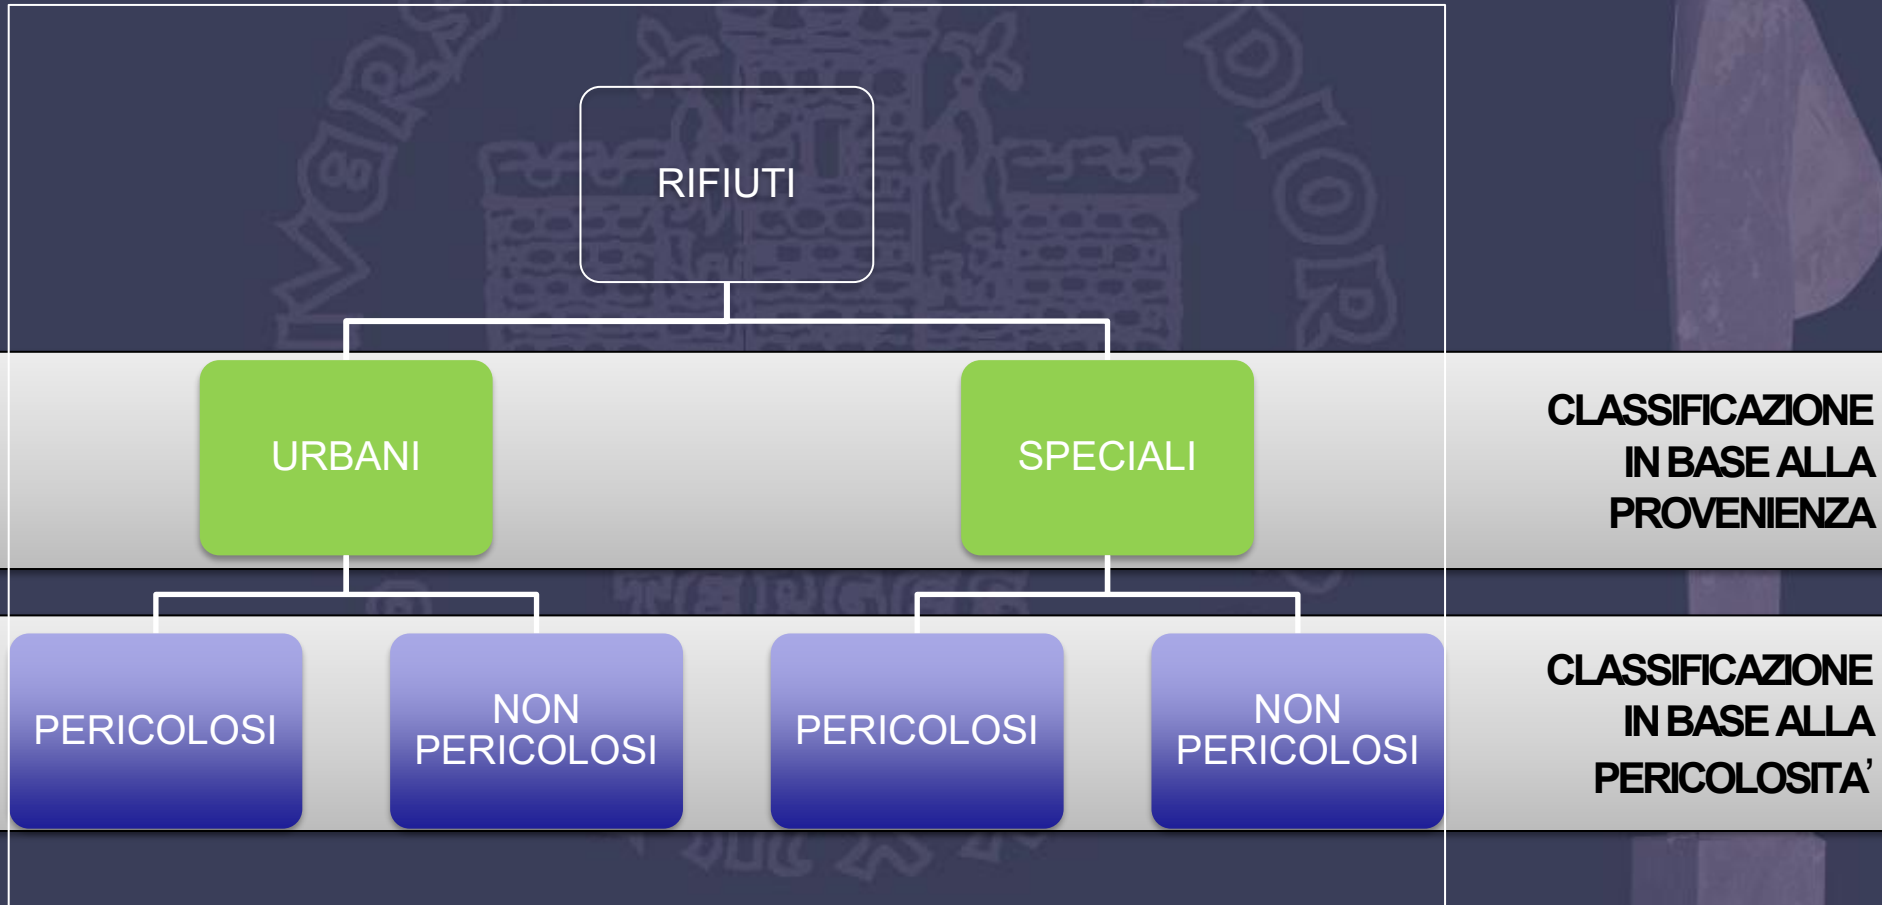 RIFIUTI
URBANI
SPECIALI
CLASSIFICAZIONE
IN BASE ALLA
PROVENIENZA
PERICOLOSI
NON
PERICOLOSI
PERICOLOSI
NON
PERICOLOSI
CLASSIFICAZIONE
IN BASE ALLA
PERICOLOSITA’